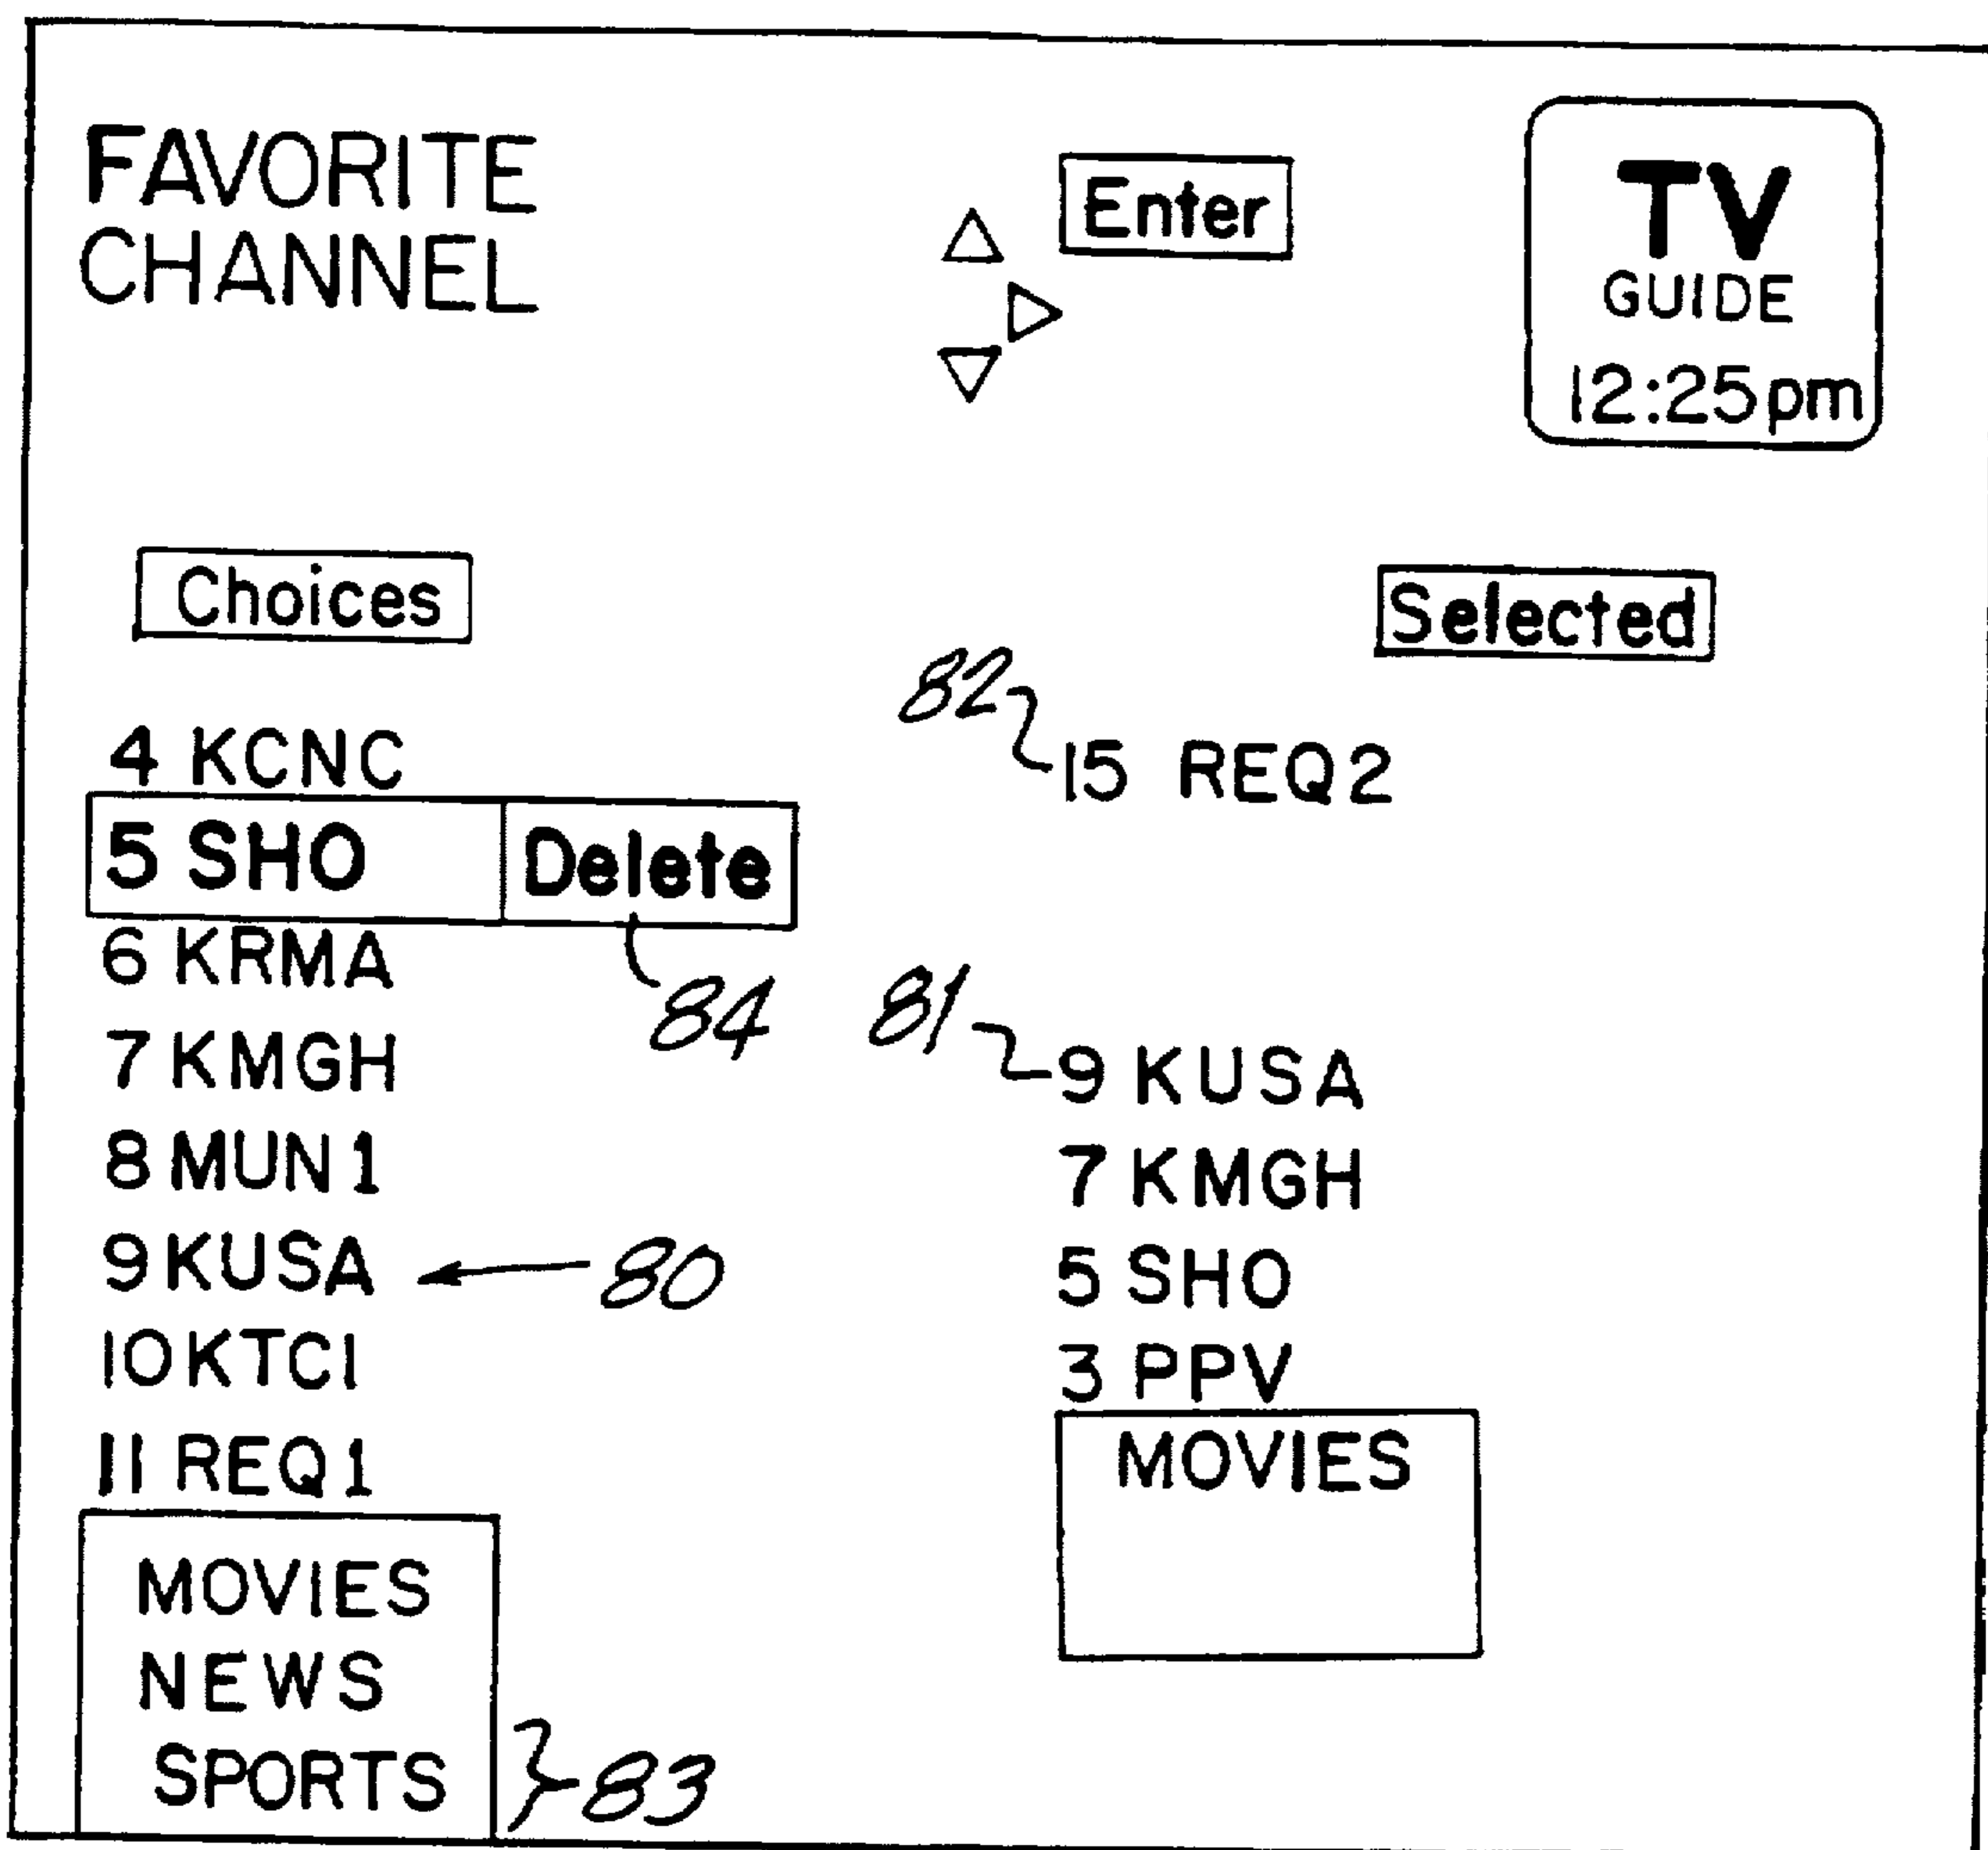 FAVORITE
CHANNEL
Enter
TV
GUIDE
12:25pm
Choices
Selected
82
4 KCNC
15 REQ2
5 SHO Delete
6 KRMA
84
81
7 KMGH
9 KUSA
8 MUN1
7 KMGH
9 KUSA
80
5 SHO
10 KTCI
3 PPV
11 REQ1
MOVIES
MOVIES
NEWS
SPORTS
83